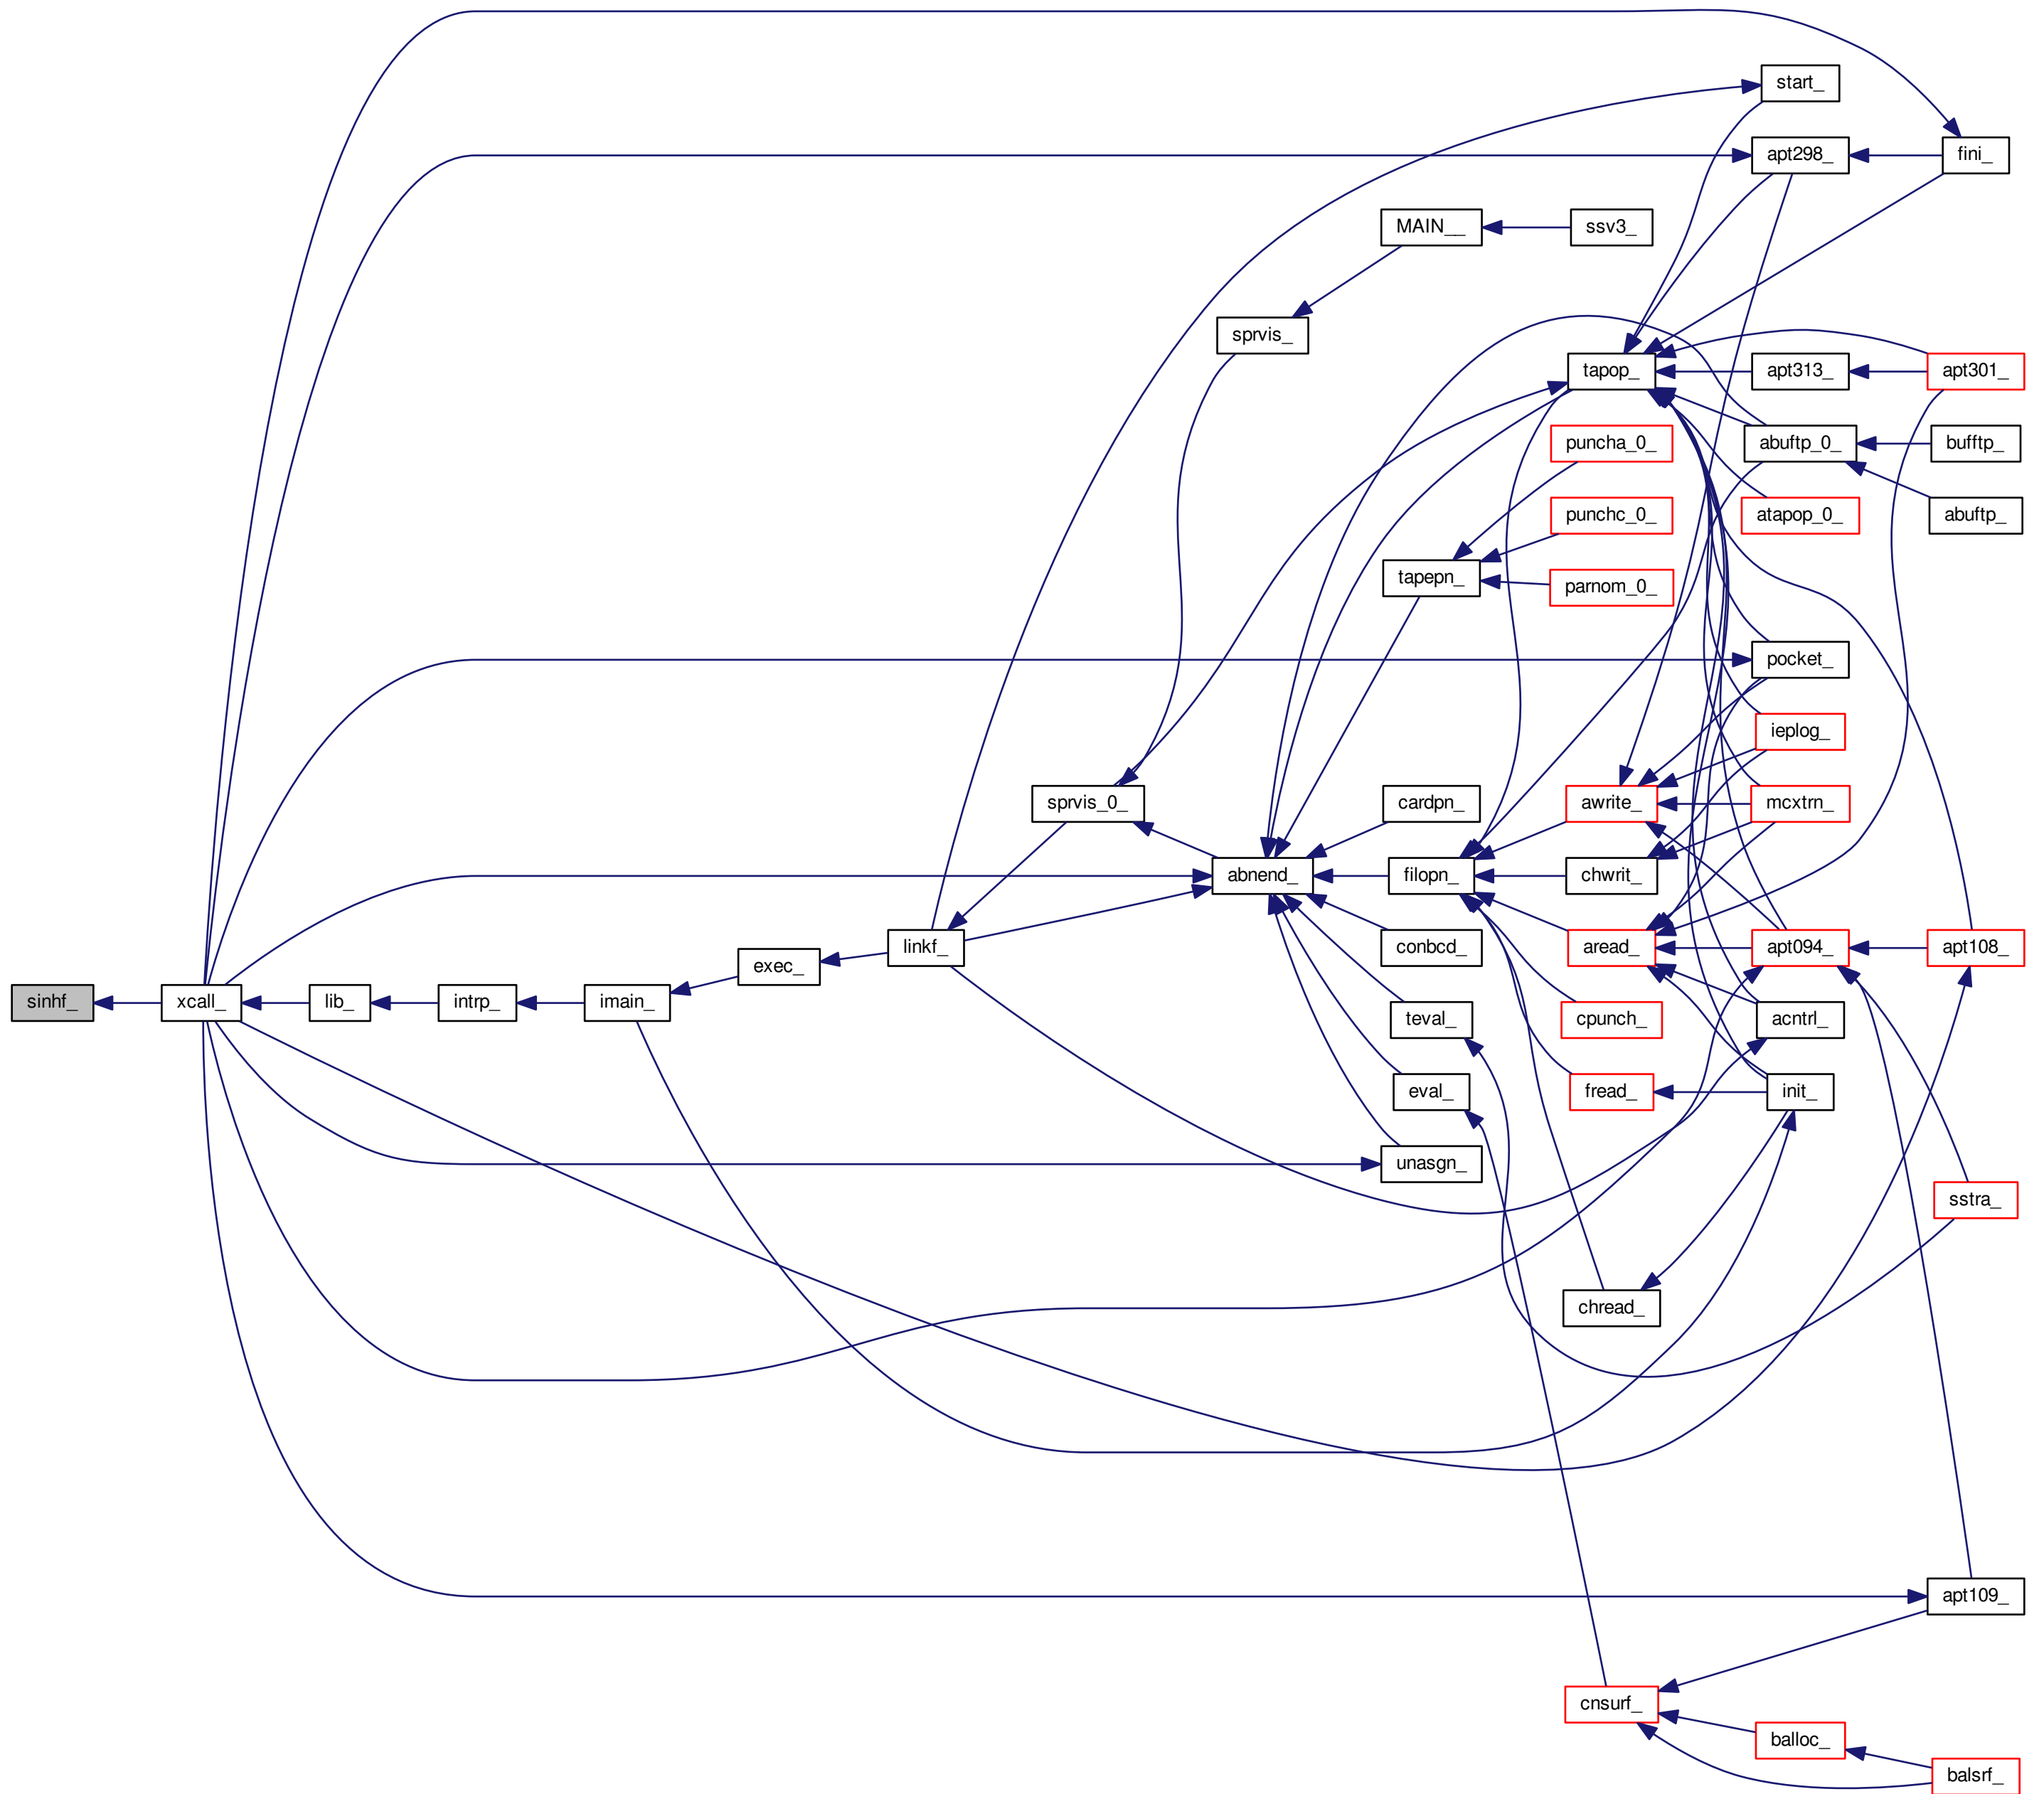 start_
apt298_
fini_
MAIN__
ssv3_
sprvis_
tapop_
apt313_
apt301_
puncha_0_
abuftp_0_
bufftp_
punchc_0_
atapop_0_
abuftp_
tapepn_
parnom_0_
pocket_
ieplog_
sprvis_0_
cardpn_
awrite_
mcxtrn_
abnend_
filopn_
chwrit_
linkf_
conbcd_
aread_
apt094_
apt108_
exec_
sinhf_
xcall_
lib_
intrp_
imain_
teval_
cpunch_
acntrl_
eval_
fread_
init_
unasgn_
sstra_
chread_
apt109_
cnsurf_
balloc_
balsrf_